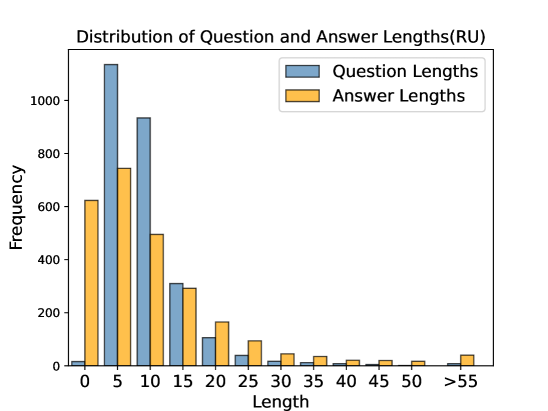 Distribution of Question and Answer Lengths(RU)
Question Lengths
Answer Lengths
1000
800
600
400
200
0
Frequency
0 5 10 15 20 25 30 35 40 45 50 >55
Length